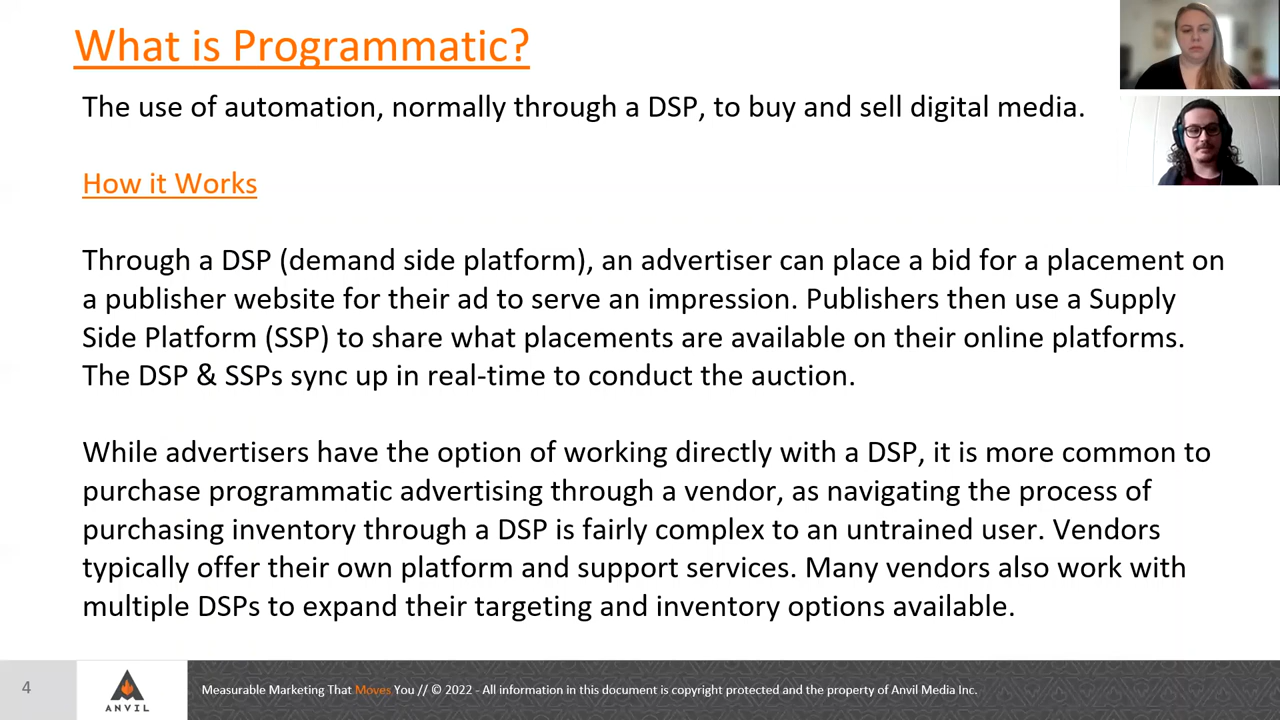 What is Programmatic?
The use of automation, normally through a DSP, to buy and sell digital media.
How it Works
Through a DSP (demand side platform), an advertiser can place a bid for a placement on
a publisher website for their ad to serve an impression. Publishers then use a Supply
Side Platform (SSP) to share what placements are available on their online platforms.
The DSP & SSPs sync up in real-time to conduct the auction.
While advertisers have the option of working directly with a DSP, it is more common to
purchase programmatic advertising through a vendor, as navigating the process of
purchasing inventory through a DSP is fairly complex to an untrained user. Vendors
typically offer their own platform and support services. Many vendors also work with
multiple DSPs to expand their targeting and inventory options available.
4
ANVIL
Measurable Marketing That Moves You // © 2022 - All information in this document is copyright protected and the property of Anvil Media Inc.